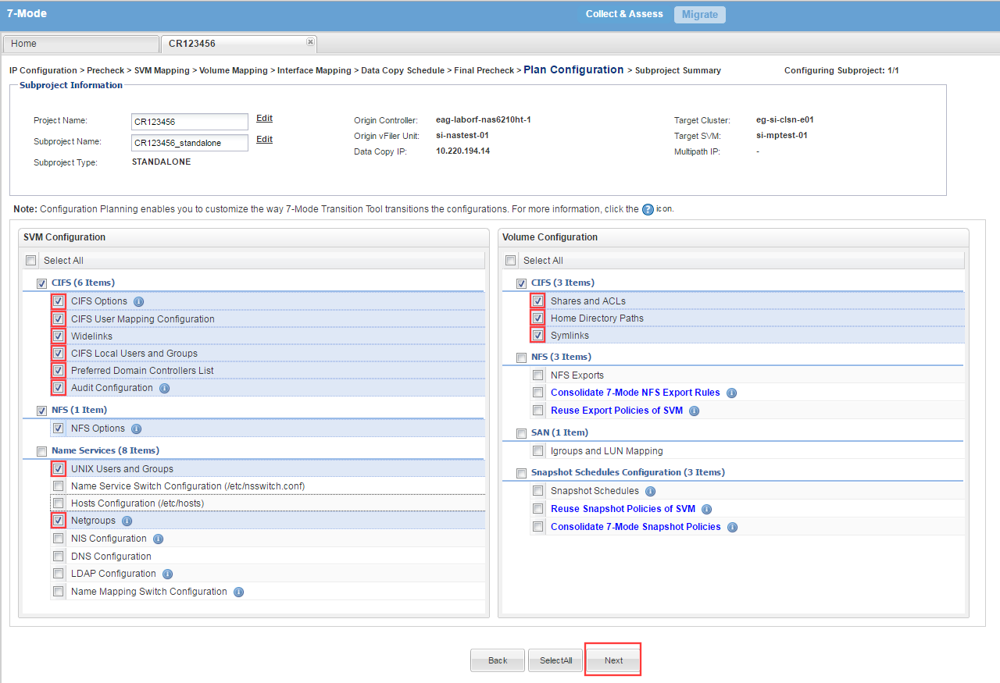 7-Mode
Collect & Assess
Migrate
Home
CR123456
IP Configuration > Precheck > SVM Mapping > Volume Mapping > Interface Mapping > Data Copy Schedule > Final Precheck > Plan Configuration > Subproject Summary
Configuring Subproject: 1/1
Subproject Information
Project Name:
CR123456
Edit
Subproject Name:
CR123456_standalone
Edit
Subproject Type:
STANDALONE
Origin Controller:
eag-laborf-nas6210ht-1
Origin vFiler Unit:
si-nastest-01
Data Copy IP:
10.220.194.14
Target Cluster:
eg-si-clsn-e01
Target SVM:
si-mptest-01
Multipath IP:
-
Note: Configuration Planning enables you to customize the way 7-Mode Transition Tool transitions the configurations. For more information, click the ? icon.
SVM Configuration
Select All
CIFS (6 Items)
CIFS Options
CIFS User Mapping Configuration
Widelinks
CIFS Local Users and Groups
Preferred Domain Controllers List
Audit Configuration
NFS (1 Item)
NFS Options
Name Services (8 Items)
UNIX Users and Groups
Name Service Switch Configuration (/etc/nsswitch.conf)
Hosts Configuration (/etc/hosts)
Netgroups
NIS Configuration
DNS Configuration
LDAP Configuration
Name Mapping Switch Configuration
Volume Configuration
Select All
CIFS (3 Items)
Shares and ACLs
Home Directory Paths
Symlinks
NFS (3 Items)
NFS Exports
Consolidate 7-Mode NFS Export Rules
Reuse Export Policies of SVM
SAN (1 Item)
Igroups and LUN Mapping
Snapshot Schedules Configuration (3 Items)
Snapshot Schedules
Reuse Snapshot Policies of SVM
Consolidate 7-Mode Snapshot Policies
Back
SelectAll
Next